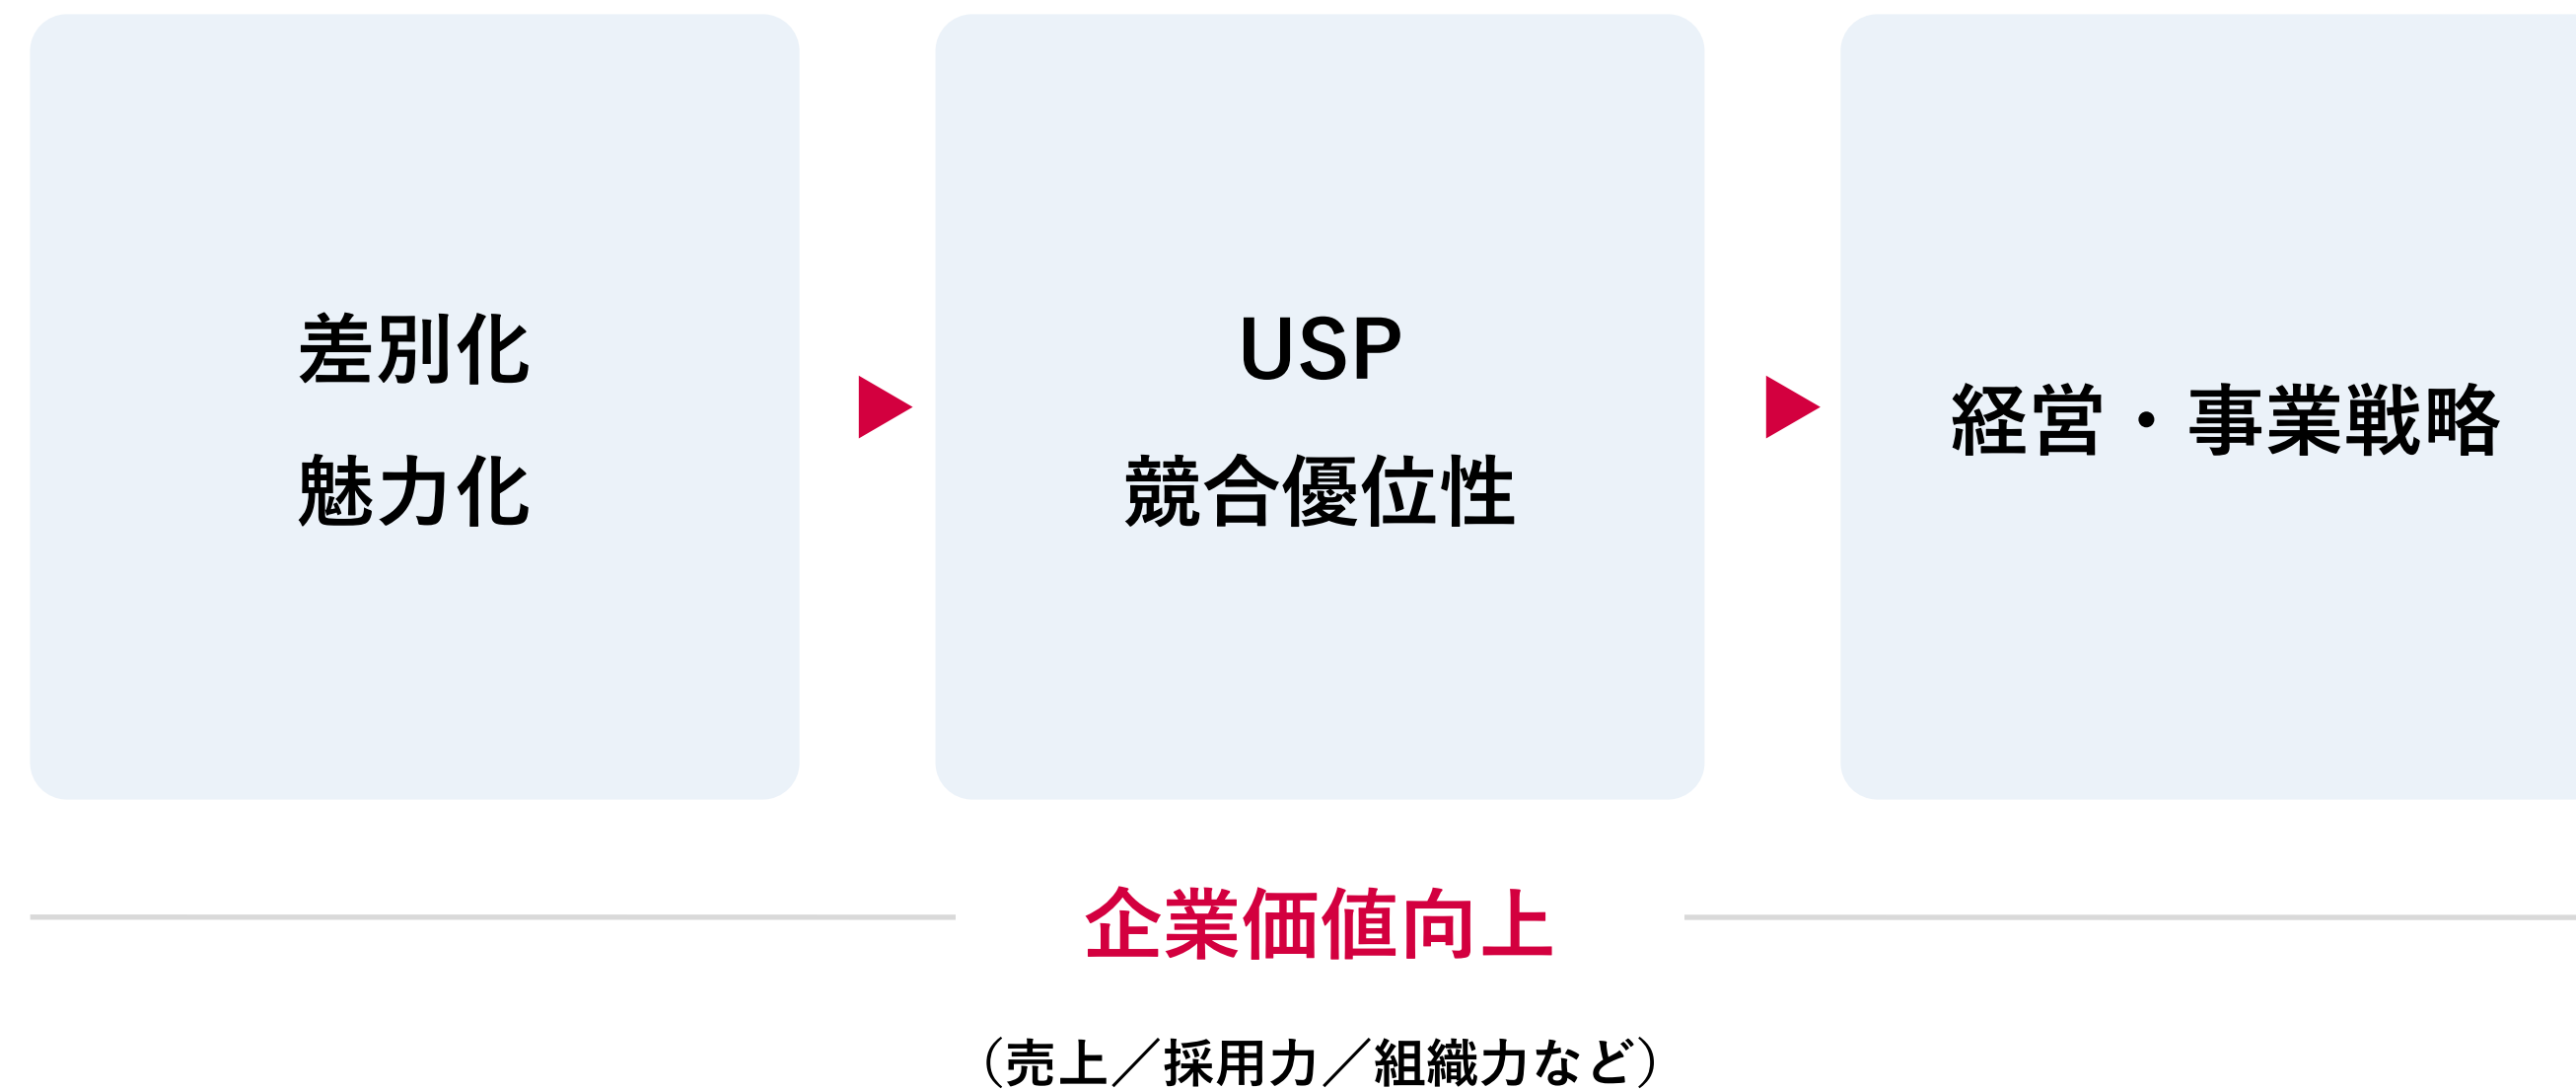 差別化
魅力化
USP
競合優位性
経営・事業戦略
企業価値向上
（売上／採用力／組織力など）